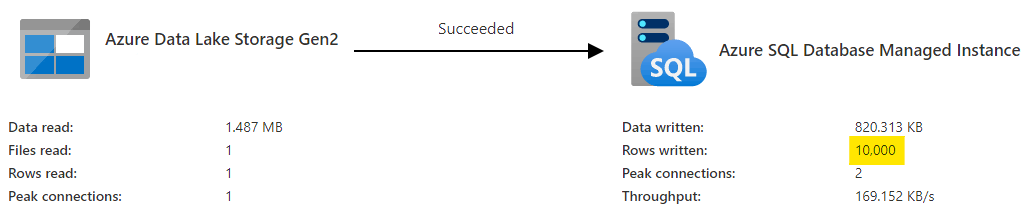 Azure Data Lake Storage Gen2
Succeeded
SQL
Azure SQL Database Managed Instance
Data read: 1.487 MB
Files read: 1
Rows read: 1
Peak connections: 1
Data written: 820.313 KB
Rows written: 10,000
Peak connections: 2
Throughput: 169.152 KB/s